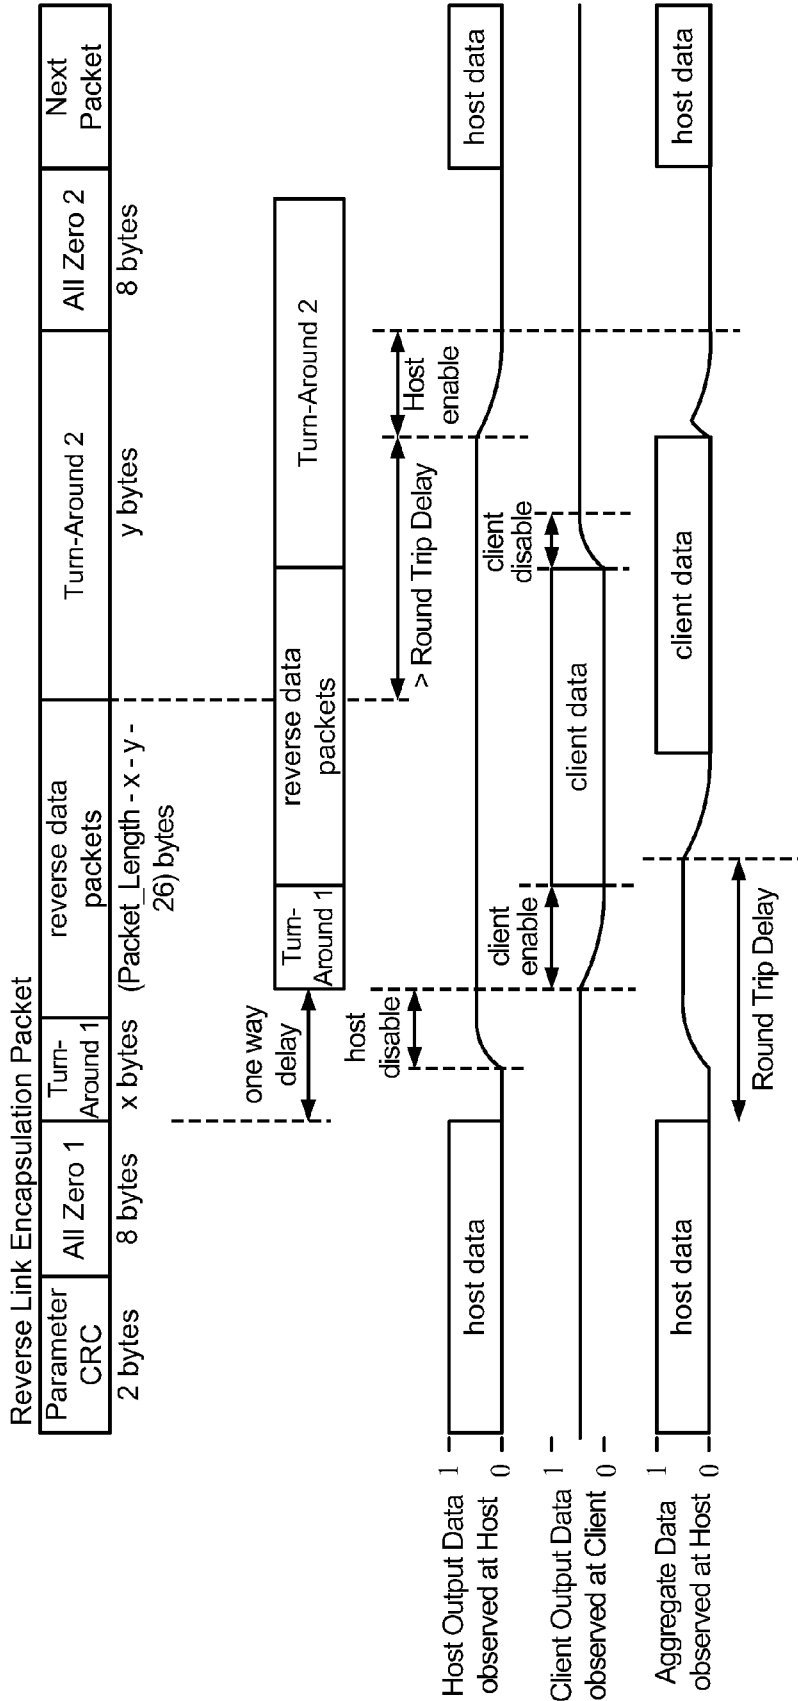 Reverse Link Encapsulation Packet
Parameter
CRC
All Zero 1
Turn-
Around 1
reverse data
packets
Turn-Around 2
All Zero 2
Next
Packet
2 bytes
8 bytes
x bytes
(Packet_Length - x - y -
26) bytes
y bytes
8 bytes
one way
delay
Turn-
Around 1
reverse data
packets
Turn-Around 2
host
disable
> Round Trip Delay
Host
enable
Host Output Data
observed at Host
1
0
host data
host data
client
enable
client
disable
Client Output Data
observed at Client
1
0
client data
Aggregate Data
observed at Host
1
0
host data
client data
host data
Round Trip Delay